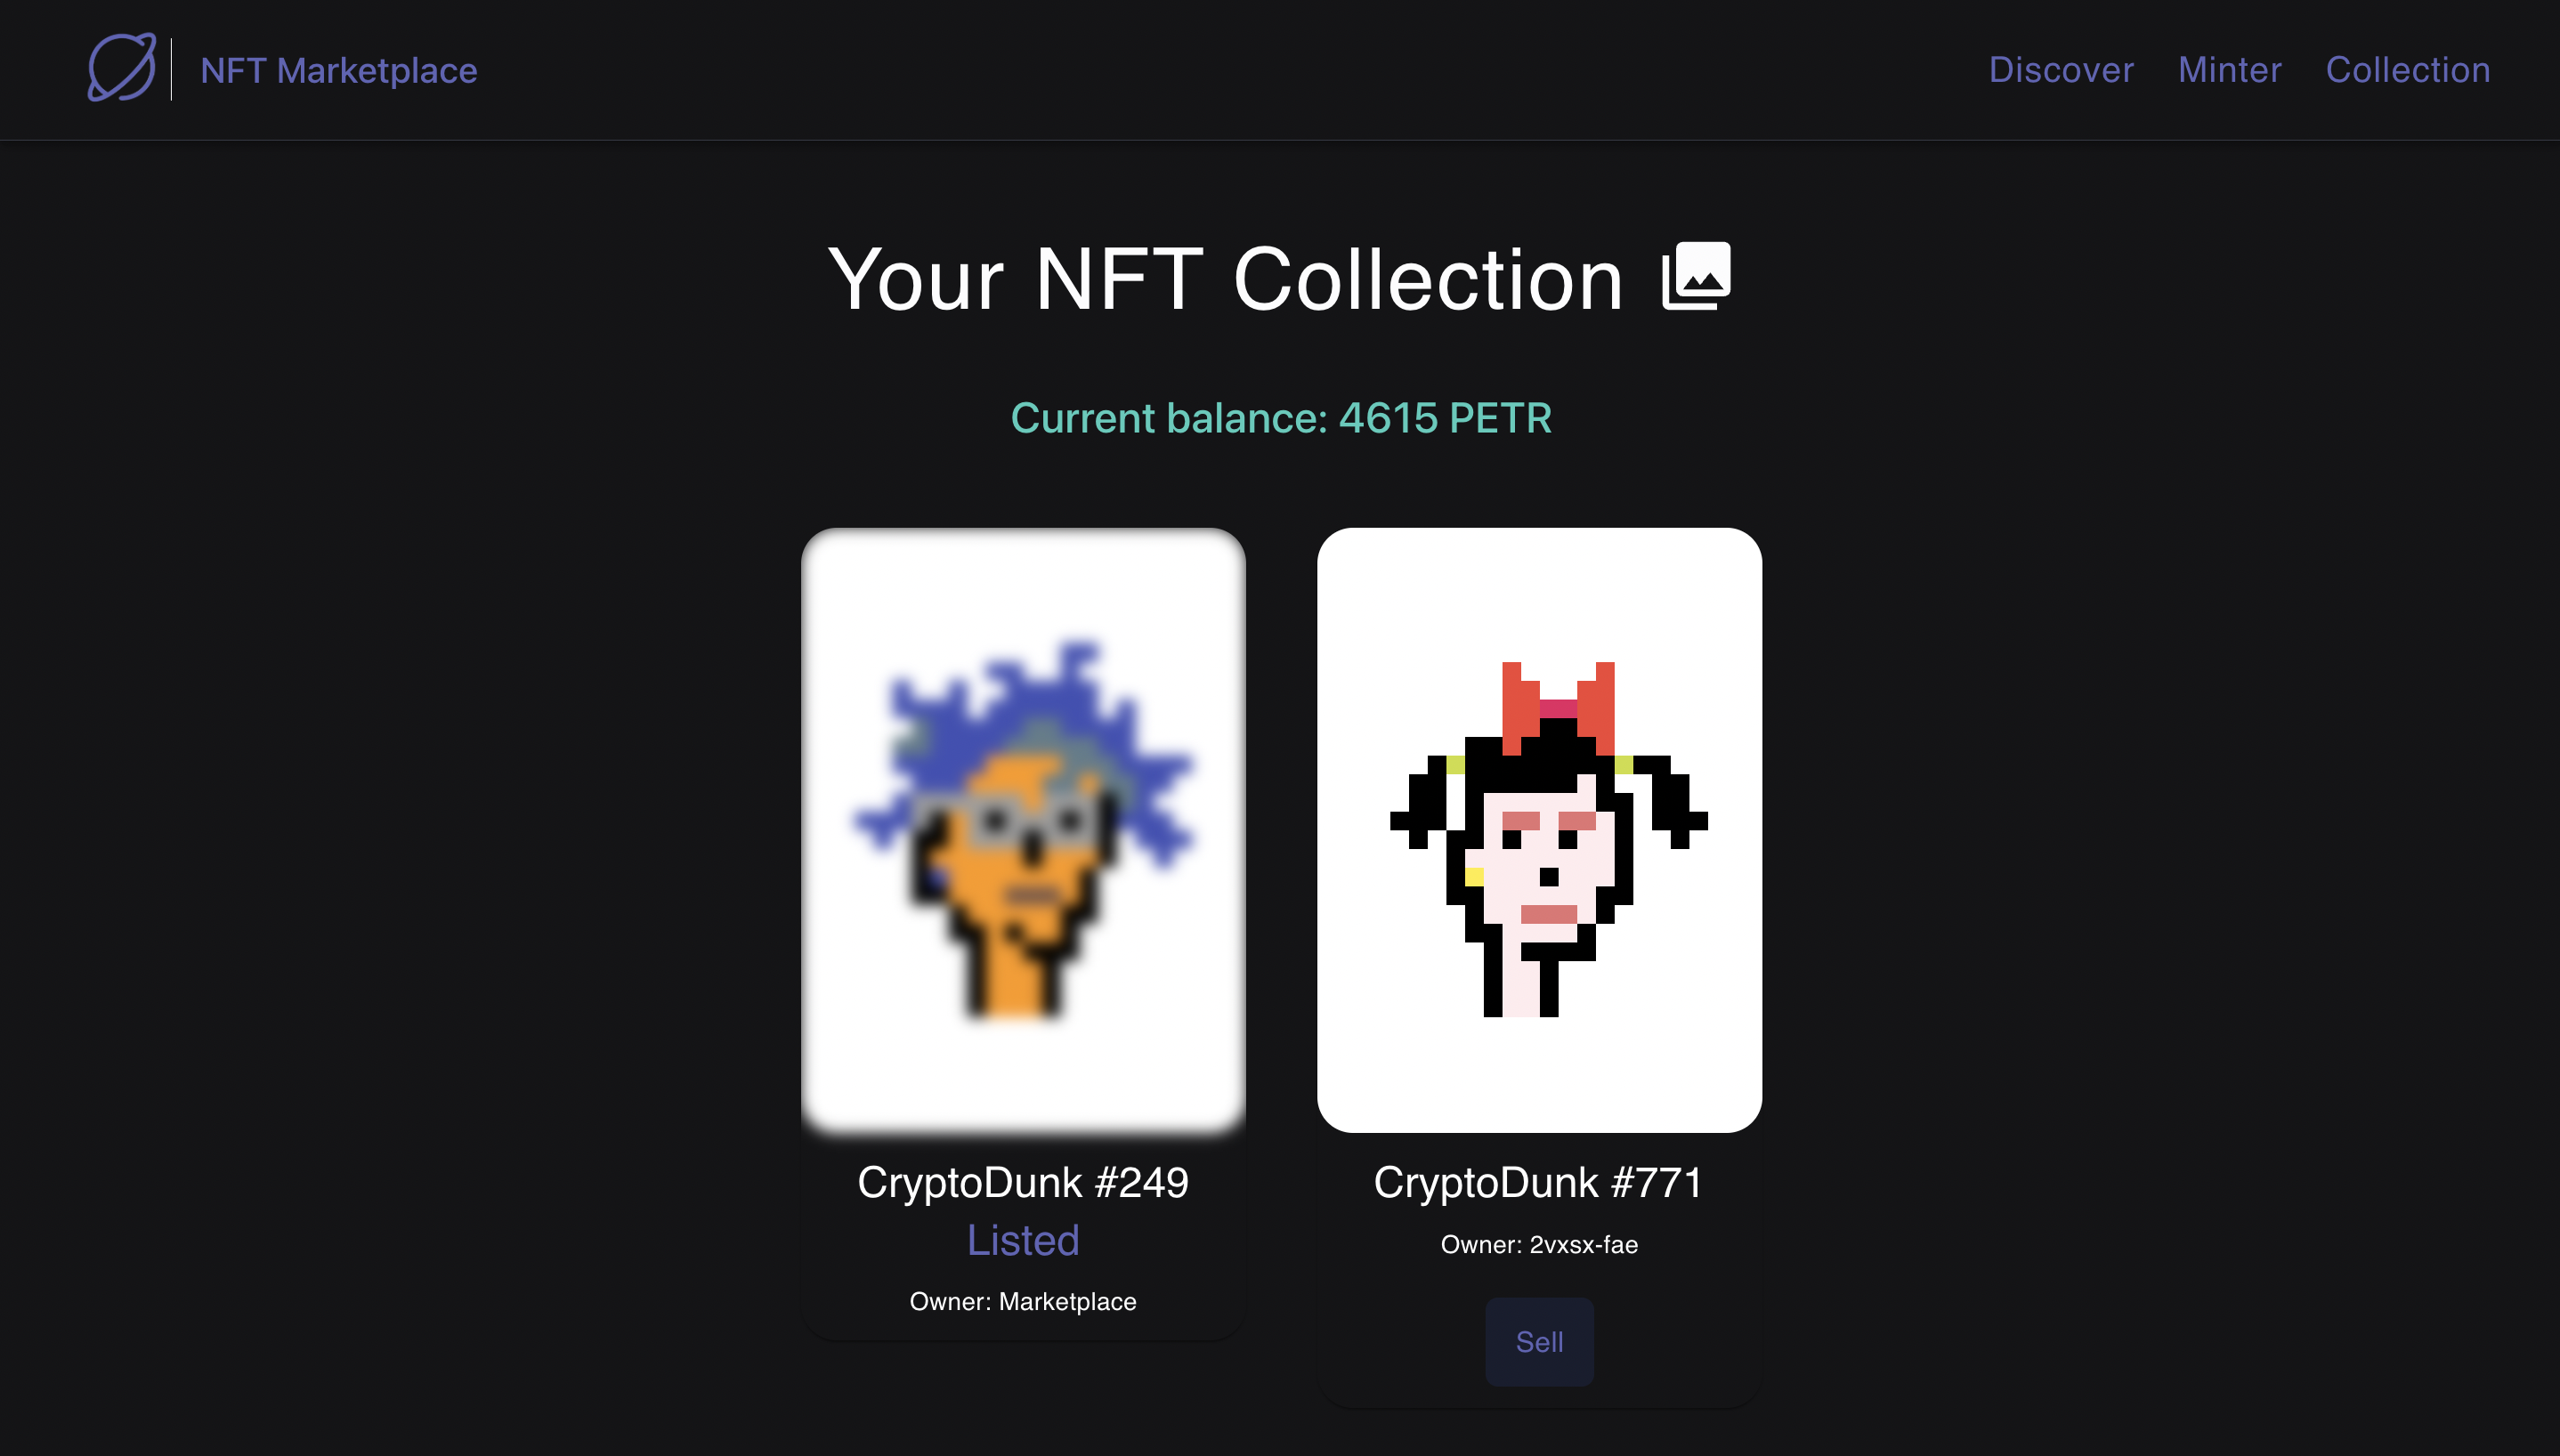 NFT Marketplace
Discover Minter Collection
Your NFT Collection
Current balance: 4615 PETR
CryptoDunk #249
Listed
Owner: Marketplace
CryptoDunk #771
Owner: 2vxsx-fae
Sell